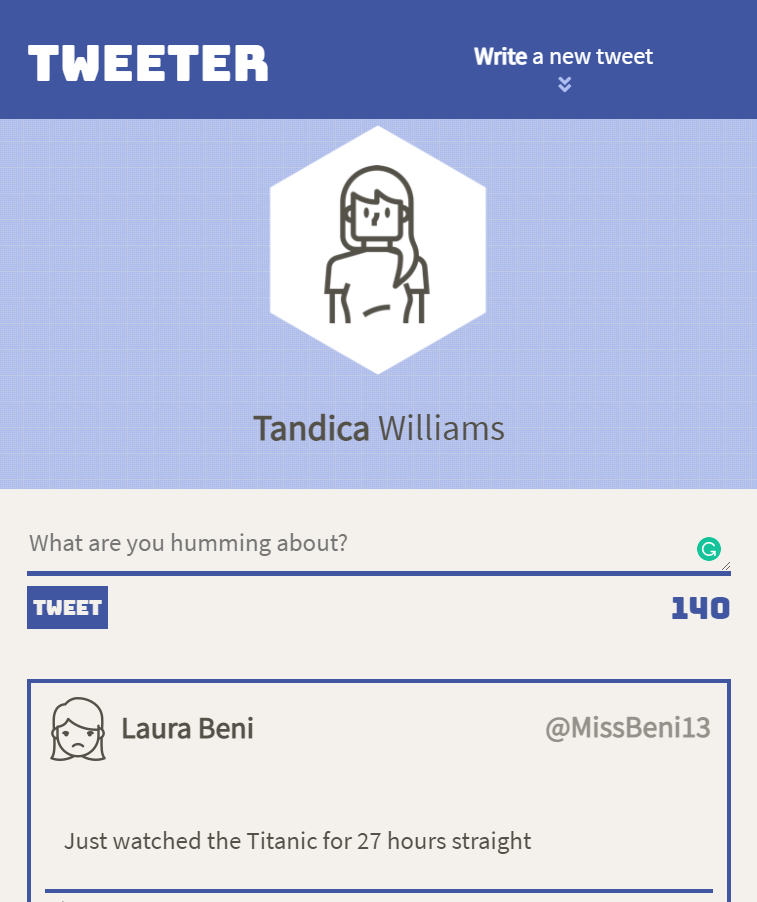 TWEETER
Write a new tweet
Tandica Williams
What are you humming about?
TWEET
140
Laura Beni
@MissBeni13
Just watched the Titanic for 27 hours straight